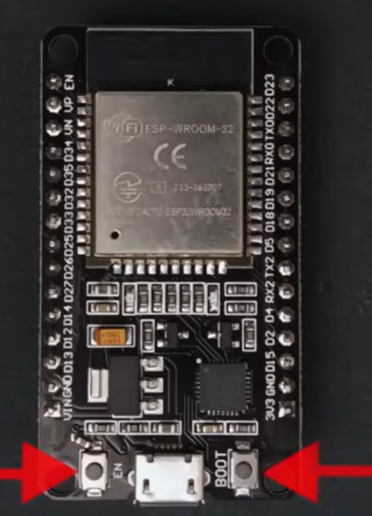 EN
VP
VN
D34
D35
D32
D33
D25
D26
D27
D14
D12
D13
GND
VIN
WiFi ESP-WROOM-32
CE
D23
D22
TX0
RX0
D21
D19
D18
D5
TX2
RX2
D4
D2
D15
GND
3V3
EN
BOOT